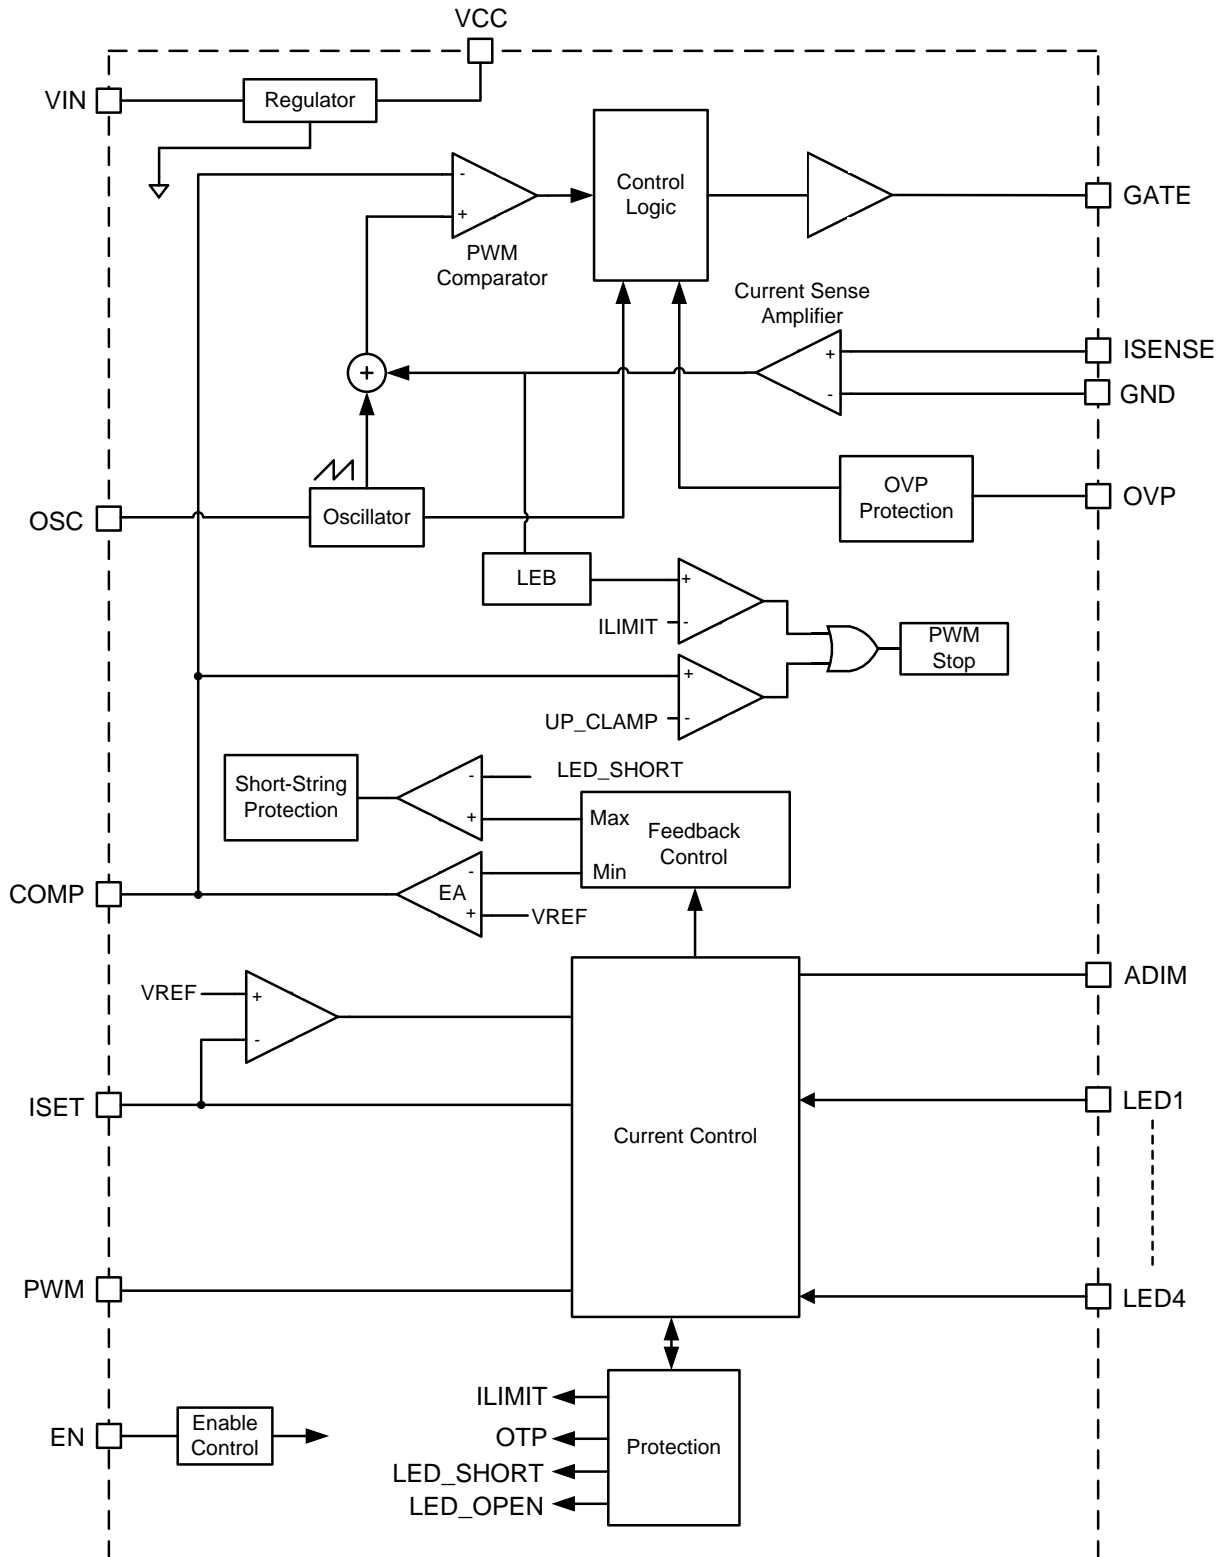 VCC
VIN
Regulator
-
+
PWM
Comparator
Control
Logic
GATE
Current Sense
Amplifier
+
-
ISENSE
GND
+
OSC
Oscillator
OVP
Protection
OVP
LEB
+
-
ILIMIT
PWM
Stop
+
-
UP_CLAMP
Short-String
Protection
-
+
LED_SHORT
Max
Min
Feedback
Control
COMP
EA
-
+
VREF
VREF
+
-
ADIM
ISET
Current Control
LED1
PWM
LED4
EN
Enable
Control
ILIMIT
OTP
LED_SHORT
LED_OPEN
Protection